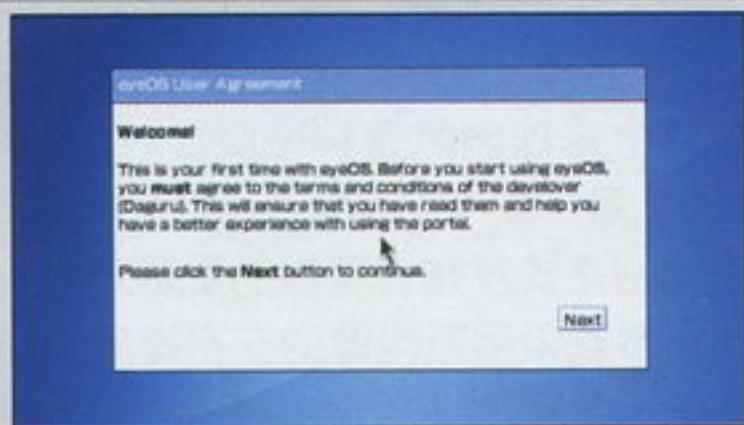 eyeOS User Agreement
Welcome!
This is your first time with eyeOS. Before you start using eyeOS,
you must agree to the terms and conditions of the develover
(Daguru). This will ensure that you have read them and help you
have a better experience with using the portal.
Please click the Next button to continue.
Next